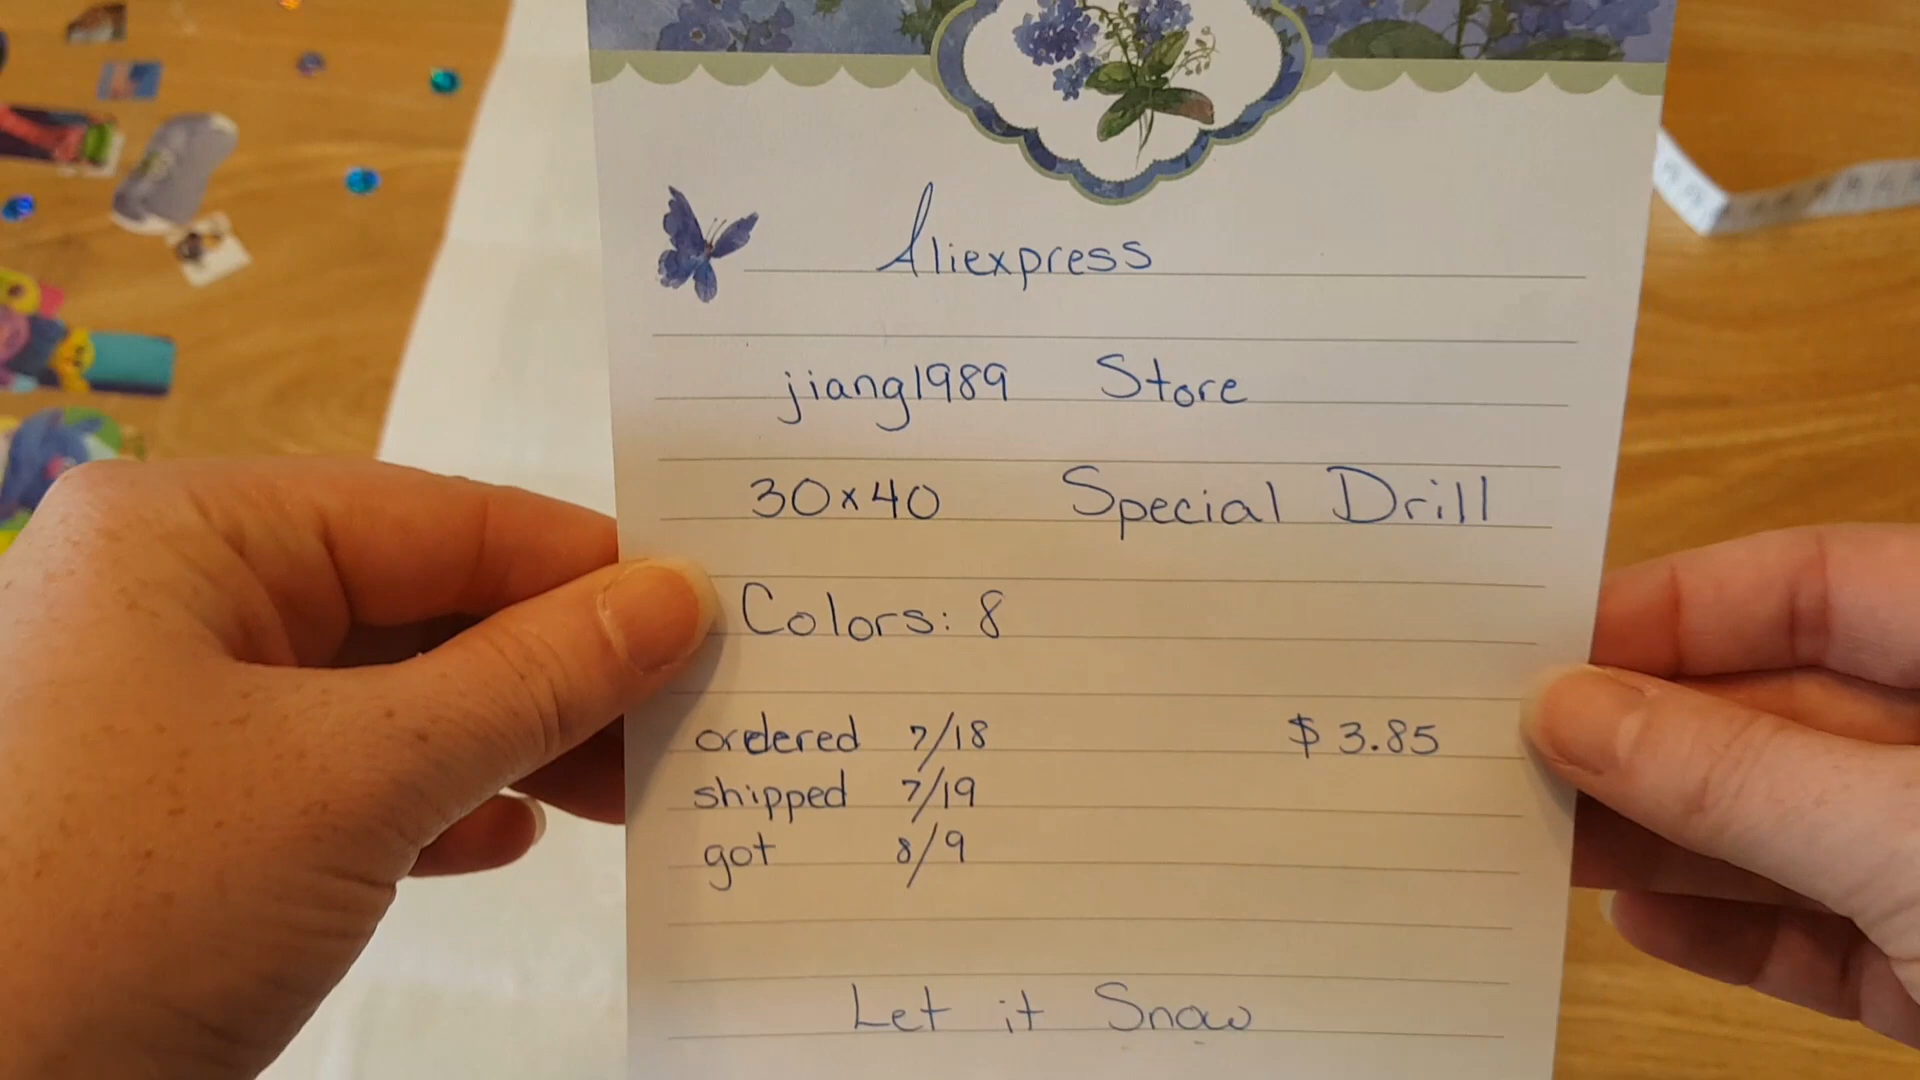 Aliexpress
jiang1989 Store
30x40 Special Drill
Colors: 8
ordered 7/18 $3.85
shipped 7/19
got 8/9
Let it Snow